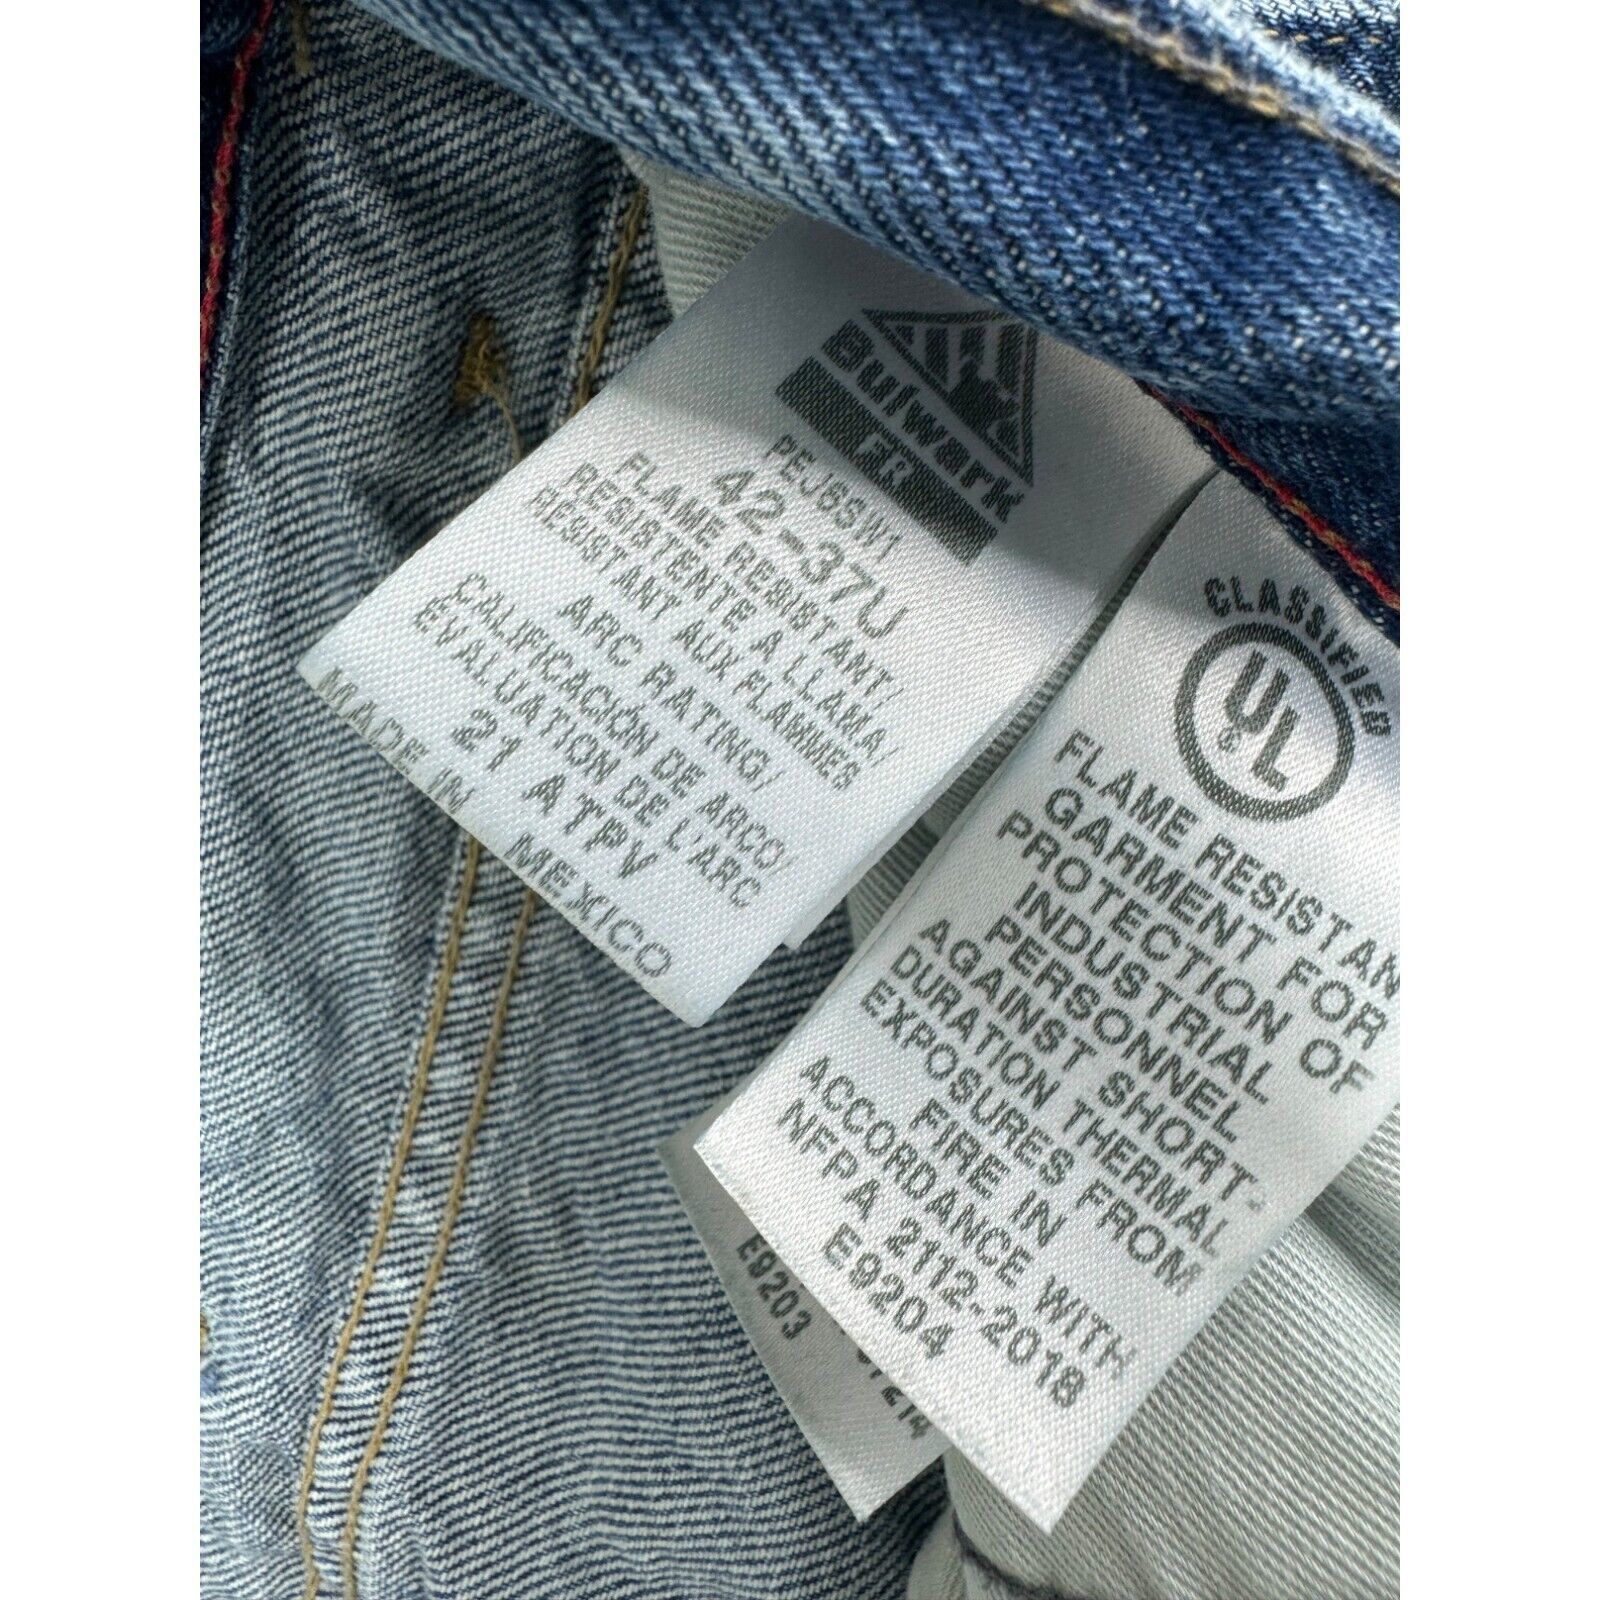 Bulwark
FR
PEJ6SW1
42-37U
FLAME RESISTANT/
RESISTENTE A LLAMA/
RESISTANT AUX FLAMMES
ARC RATING/
CALIFICACIÓN DE ARCO/
EVALUATION DE L'ARC
21 ATPV
MADE IN MEXICO
CLASSIFIED
UL
FLAME RESISTAN
GARMENT FOR
PROTECTION OF
INDUSTRIAL
PERSONNEL
AGAINST SHORT-
DURATION THERMAL
EXPOSURES FROM
FIRE IN
ACCORDANCE WITH
NFPA 2112-2018
E9204
E9203